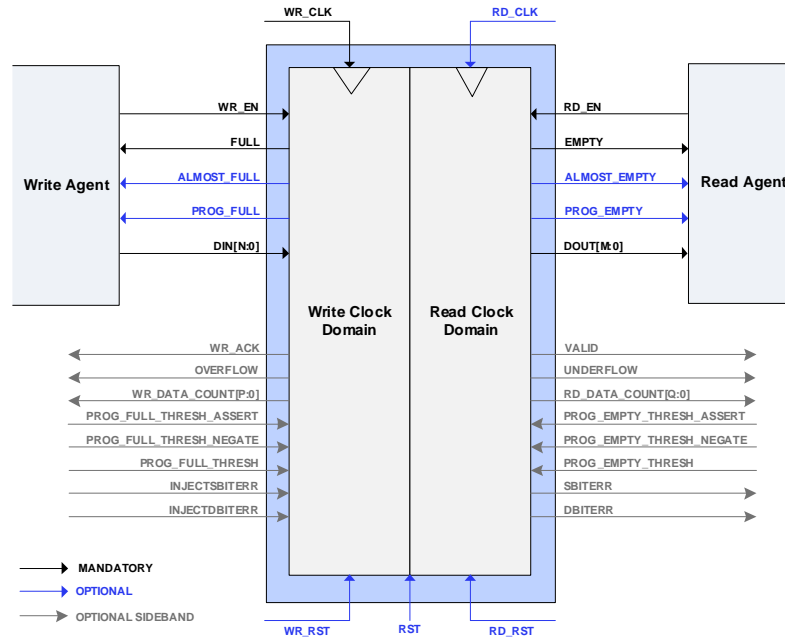 WR_CLK
RD_CLK
Write Agent
WR_EN
FULL
ALMOST_FULL
PROG_FULL
DIN[N:0]
RD_EN
EMPTY
ALMOST_EMPTY
PROG_EMPTY
DOUT[M:0]
Read Agent
Write Clock
Domain
Read Clock
Domain
WR_ACK
OVERFLOW
WR_DATA_COUNT[P:0]
PROG_FULL_THRESH_ASSERT
PROG_FULL_THRESH_NEGATE
PROG_FULL_THRESH
INJECTSBITERR
INJECTDBITERR
VALID
UNDERFLOW
RD_DATA_COUNT[Q:0]
PROG_EMPTY_THRESH_ASSERT
PROG_EMPTY_THRESH_NEGATE
PROG_EMPTY_THRESH
SBITERR
DBITERR
MANDATORY
OPTIONAL
OPTIONAL SIDEBAND
WR_RST
RST
RD_RST